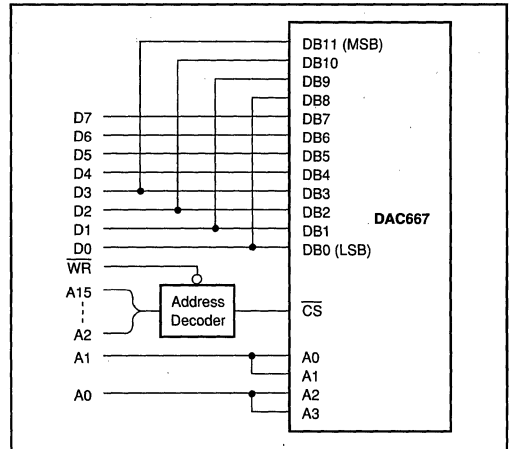 DB11 (MSB)
DB10
DB9
DB8
D7 DB7
D6 DB6
D5 DB5
D4 DB4
D3 DB3
D2 DB2
DAC667
D1 DB1
D0 DB0 (LSB)
WR
A15
Address
Decoder
CS
A2
A1 A0
A1
A0 A2
A3